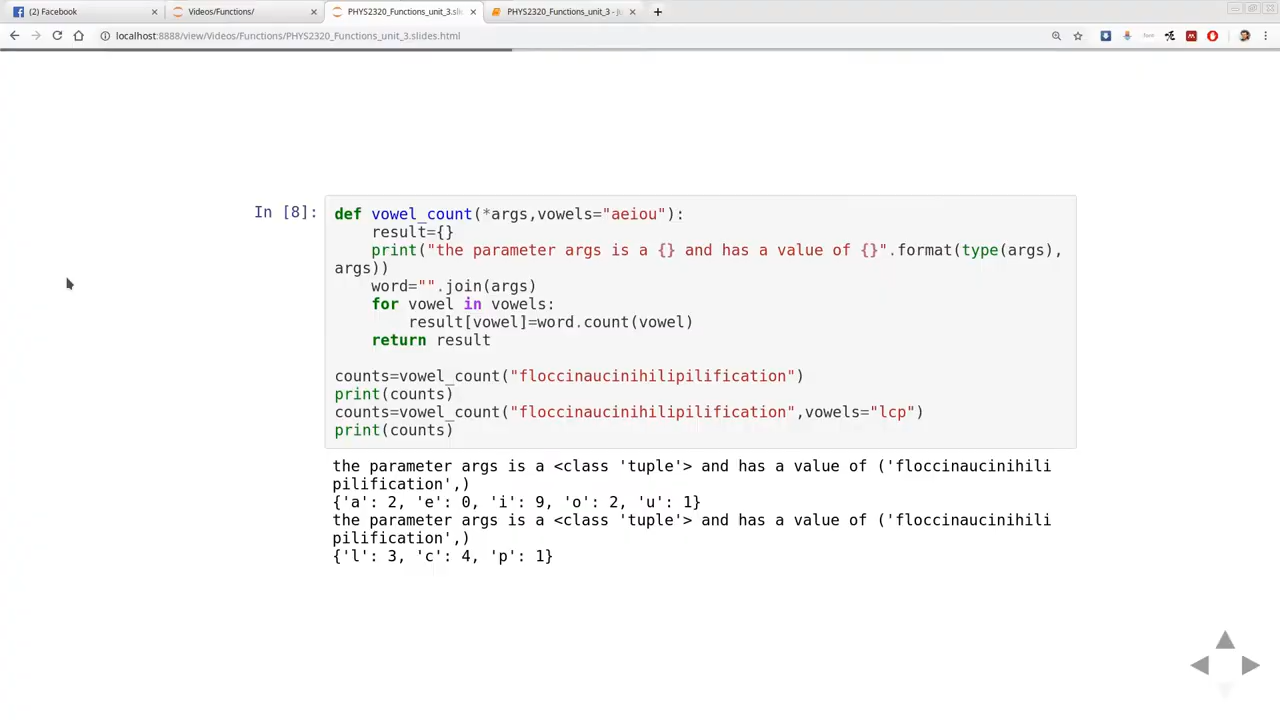 (2) Facebook
Videos/Functions/
PHYS2320_Functions_unit_3.sli
PHYS2320_Functions_unit_3 - J
localhost:8888/view/Videos/Functions/PHYS2320_Functions_unit_3.slides.html
In [8]:
def vowel_count(*args,vowels="aeiou"):
    result={}
    print("the parameter args is a {} and has a value of {}".format(type(args),
args))
    word="".join(args)
    for vowel in vowels:
        result[vowel]=word.count(vowel)
    return result
counts=vowel_count("floccinaucinihilipilification")
print(counts)
counts=vowel_count("floccinaucinihilipilification",vowels="lcp")
print(counts)
the parameter args is a <class 'tuple'> and has a value of ('floccinaucinihili
pilification',)
{'a': 2, 'e': 0, 'i': 9, 'o': 2, 'u': 1}
the parameter args is a <class 'tuple'> and has a value of ('floccinaucinihili
pilification',)
{'l': 3, 'c': 4, 'p': 1}